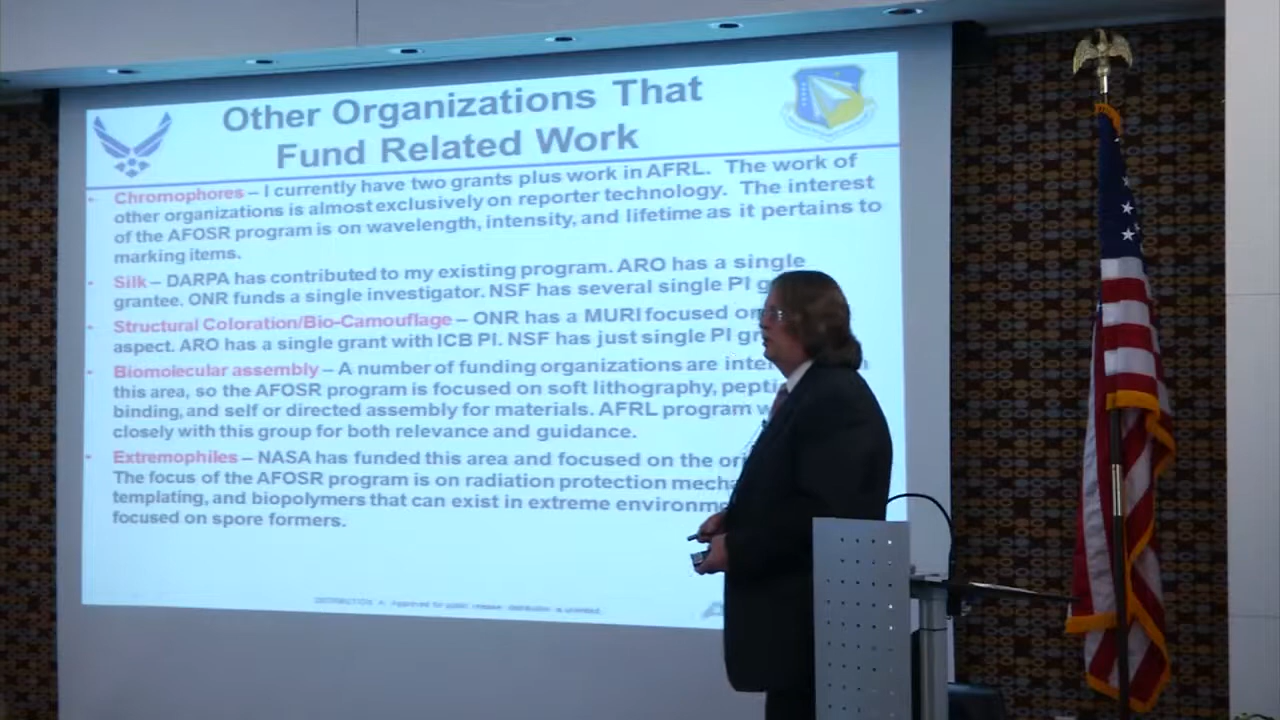 Other Organizations That
Fund Related Work
Chromophores – I currently have two grants plus work in AFRL. The work of
other organizations is almost exclusively on reporter technology. The interest
of the AFOSR program is on wavelength, intensity, and lifetime as it pertains to
marking items.
Silk – DARPA has contributed to my existing program. ARO has a single
grantee. ONR funds a single investigator. NSF has several single PI
Structural Coloration/Bio-Camouflage – ONR has a MURI focused on
aspect. ARO has a single grant with ICB PI. NSF has just single PI
Biomolecular assembly – A number of funding organizations are
this area, so the AFOSR program is focused on soft lithography,
binding, and self or directed assembly for materials. AFRL program
closely with this group for both relevance and guidance.
Extremophiles – NASA has funded this area and focused on the
The focus of the AFOSR program is on radiation protection
templating, and biopolymers that can exist in extreme
focused on spore formers.
DISTRIBUTION A: Approved for public release; distribution is unlimited.